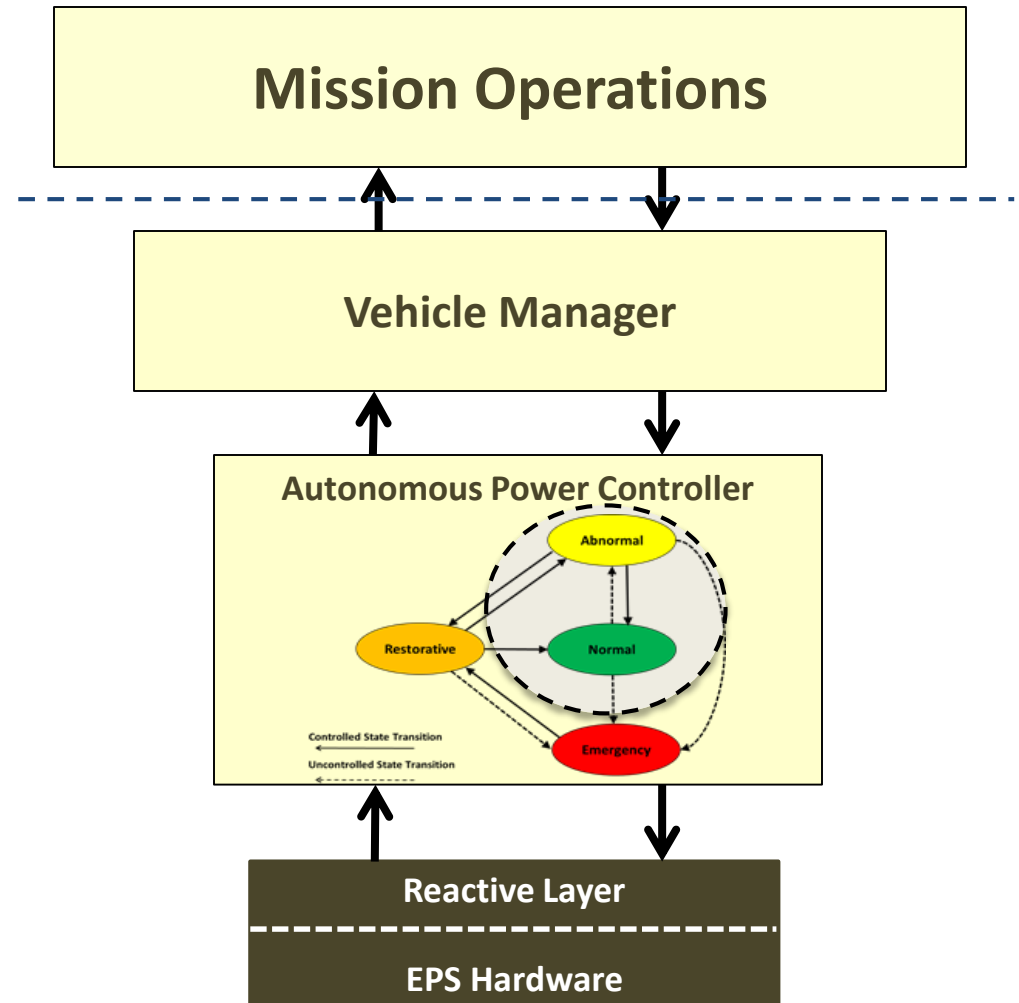 Mission Operations
Vehicle Manager
Autonomous Power Controller
Abnormal
Restorative
Normal
Emergency
Controlled State Transition
Uncontrolled State Transition
Reactive Layer
EPS Hardware